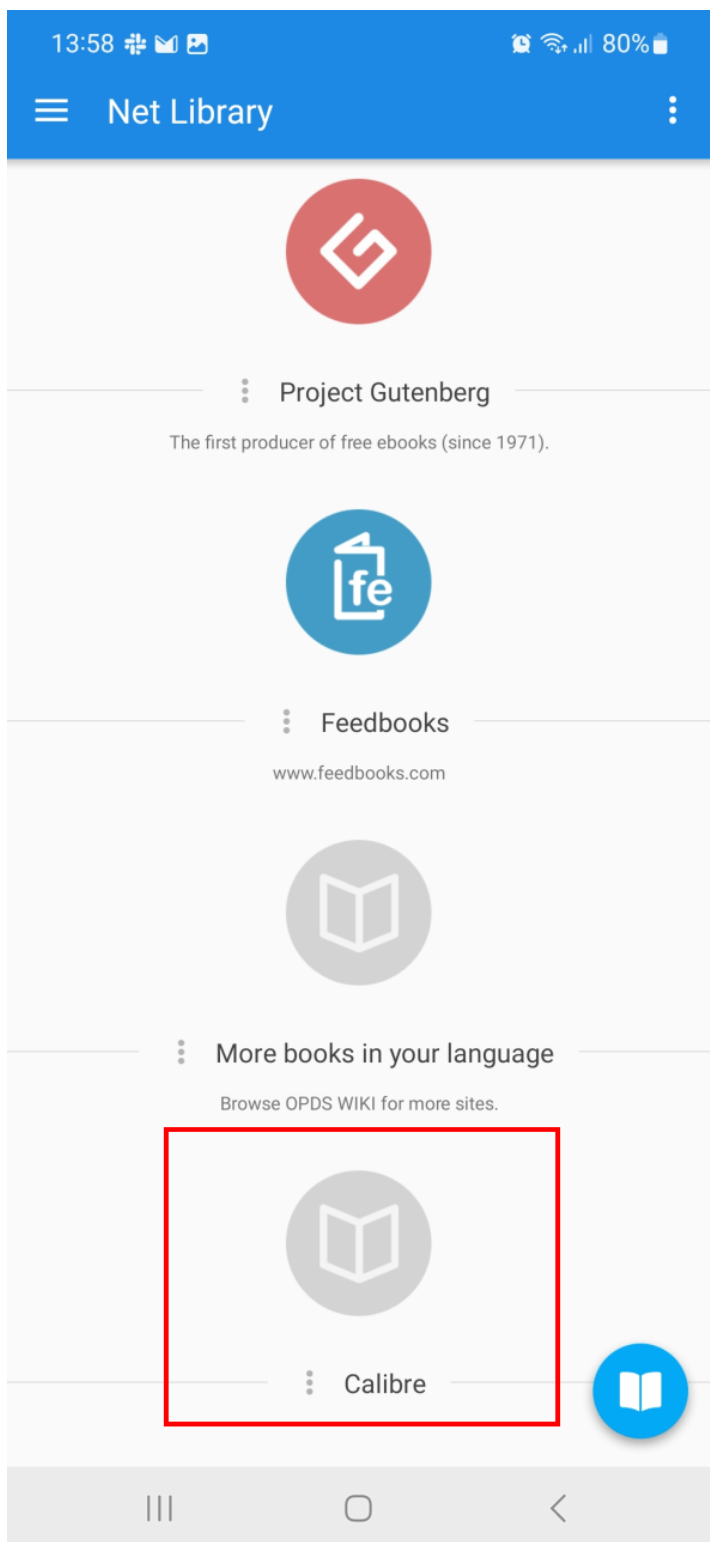 13:58
80%
Net Library
Project Gutenberg
The first producer of free ebooks (since 1971).
fe
Feedbooks
www.feedbooks.com
More books in your language
Browse OPDS WIKI for more sites.
Calibre